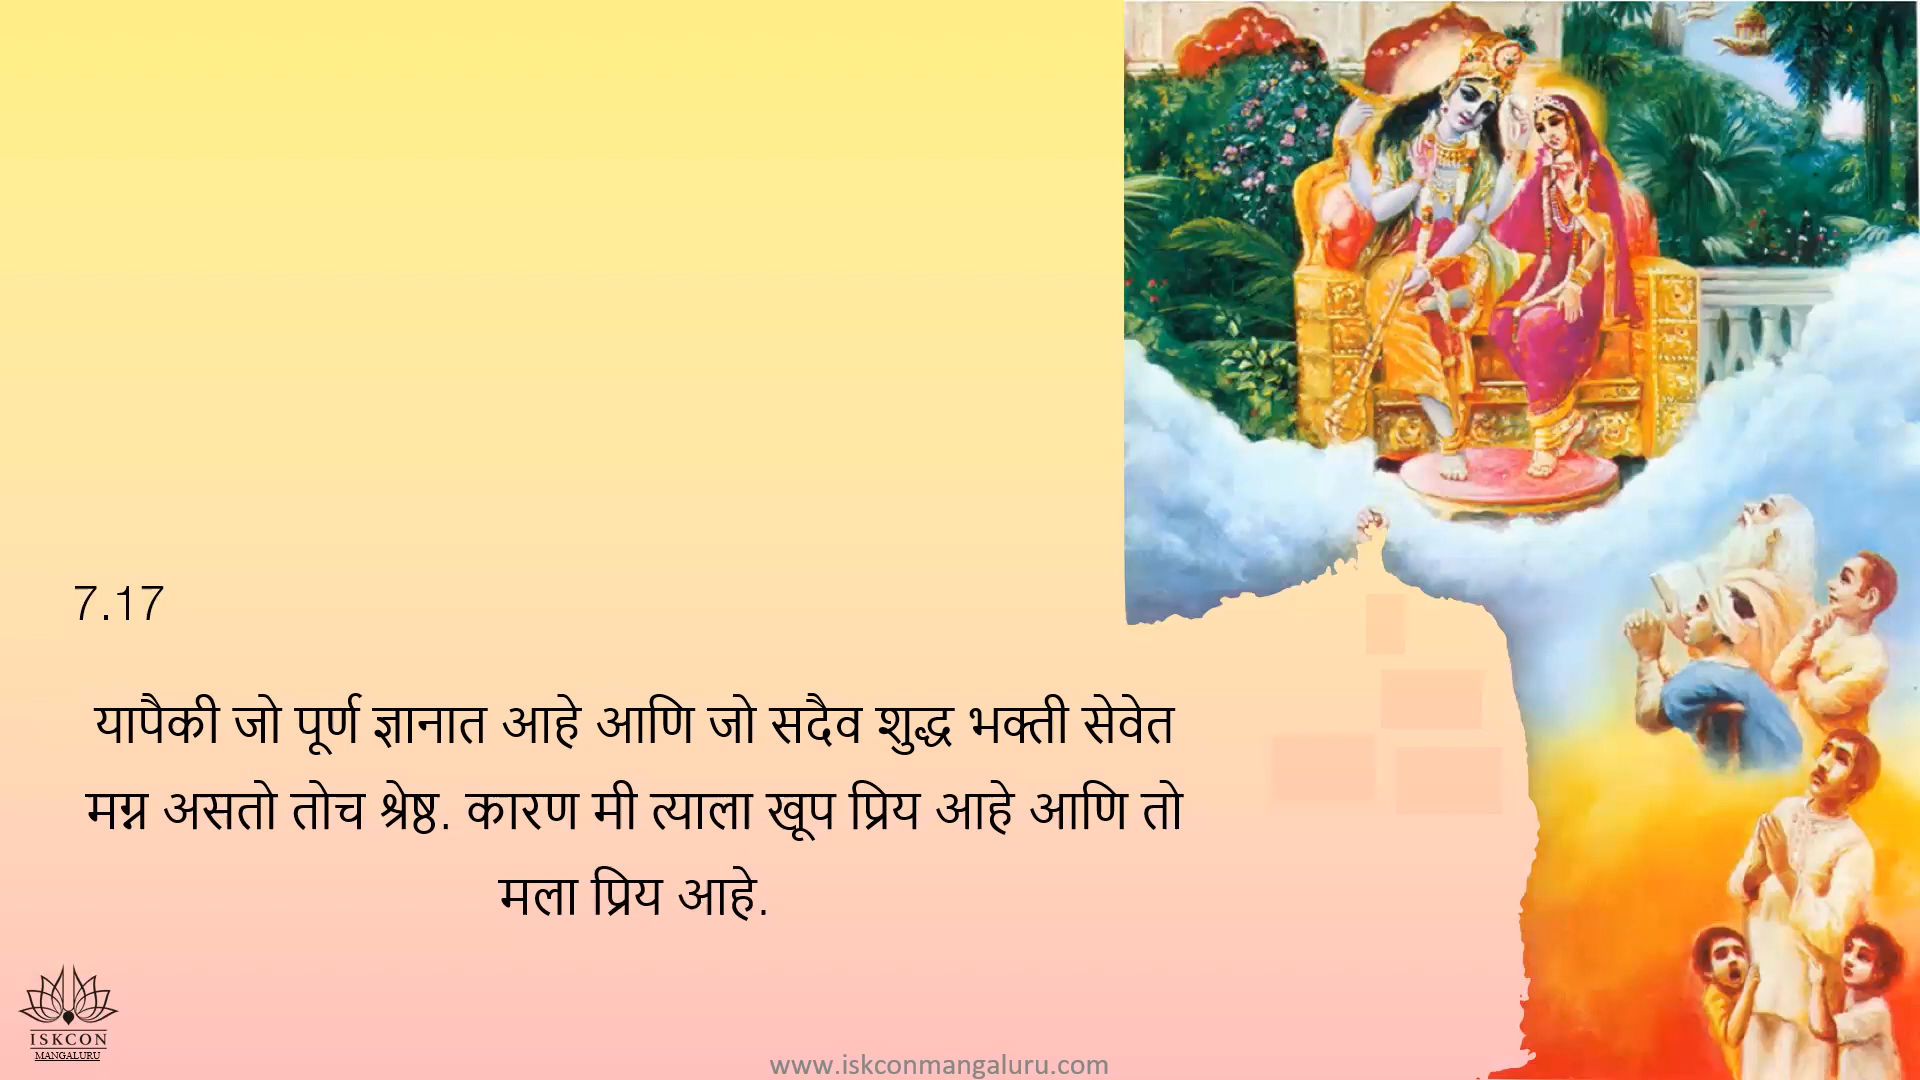 7.17
यापैकी जो पूर्ण ज्ञानात आहे आणि जो सदैव शुद्ध भक्ती सेवेत
मग्न असतो तोच श्रेष्ठ. कारण मी त्याला खूप प्रिय आहे आणि तो
मला प्रिय आहे.
ISKCON
MANGALURU
www.iskconmangaluru.com